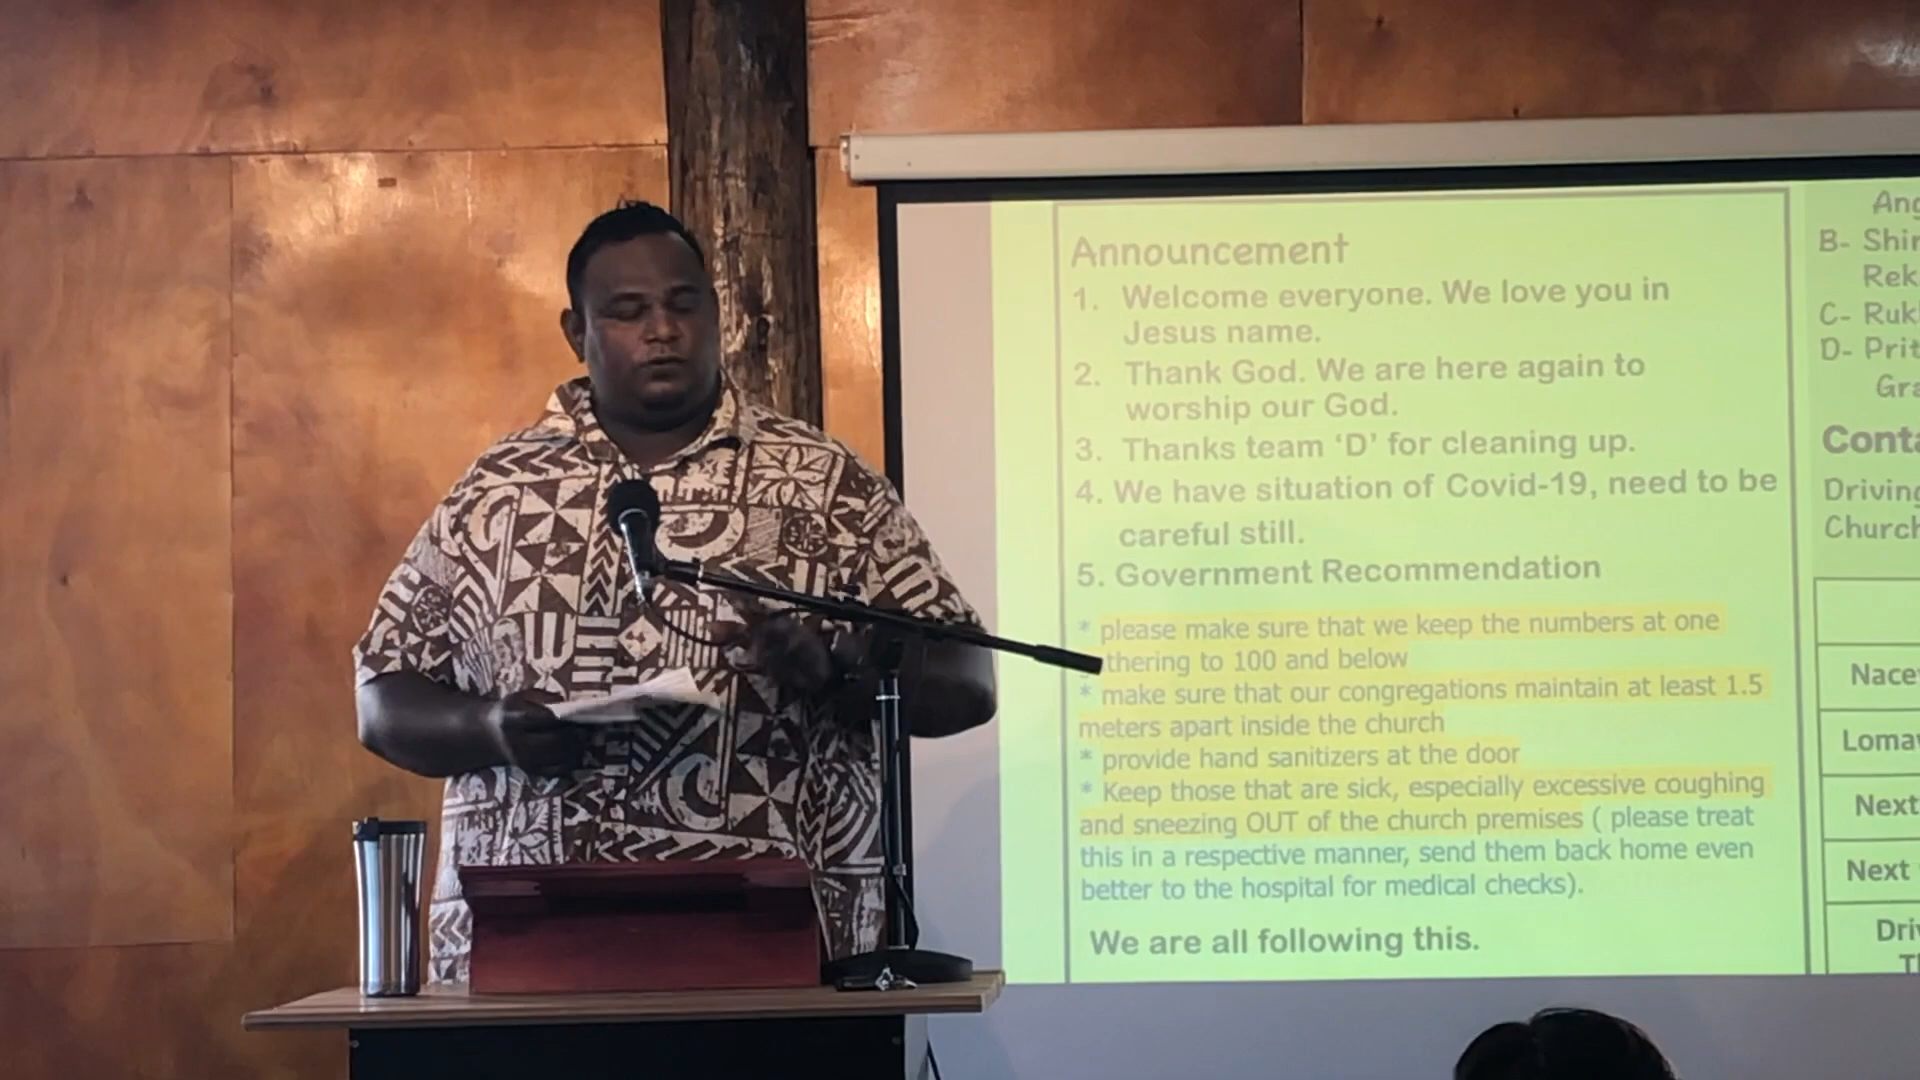 Announcement
1. Welcome everyone. We love you in
Jesus name.
2. Thank God. We are here again to
worship our God.
3. Thanks team ‘D’ for cleaning up.
4. We have situation of Covid-19, need to be
careful still.
5. Government Recommendation
* please make sure that we keep the numbers at one
thering to 100 and below
* make sure that our congregations maintain at least 1.5
meters apart inside the church
* provide hand sanitizers at the door
* Keep those that are sick, especially excessive coughing
and sneezing OUT of the church premises ( please treat
this in a respective manner, send them back home even
better to the hospital for medical checks).
We are all following this.
Ang
B- Shir
Rek
C- Ruk
D- Prit
Gra
Conta
Driving
Church
Nace
Loma
Next
Next
Dri
T